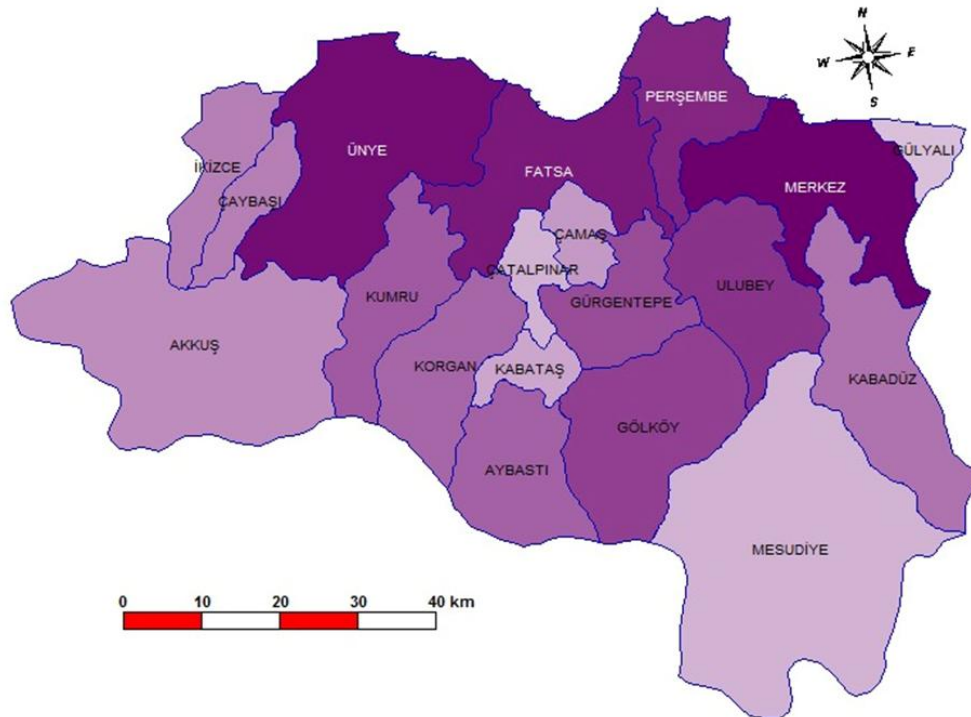 N
W
E
S
PERŞEMBE
ÜNYE
GÜLYALI
İKİZCE
FATSA
MERKEZ
ÇAYBAŞI
ÇAMAŞ
ÇATALPINAR
ULUBEY
KUMRU
GÜRGENTEPE
AKKUŞ
KORGAN
KABATAŞ
KABADÜZ
GÖLKÖY
AYBASTI
MESUDİYE
0 10 20 30 40 km